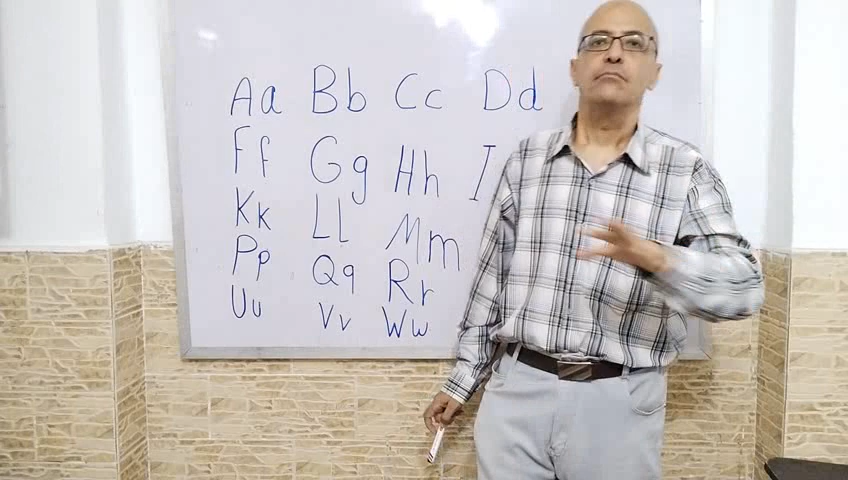 Aa Bb Cc Dd
Ff Gg Hh I
Kk Ll Mm
Pp Qq Rr
Uu Vv Ww